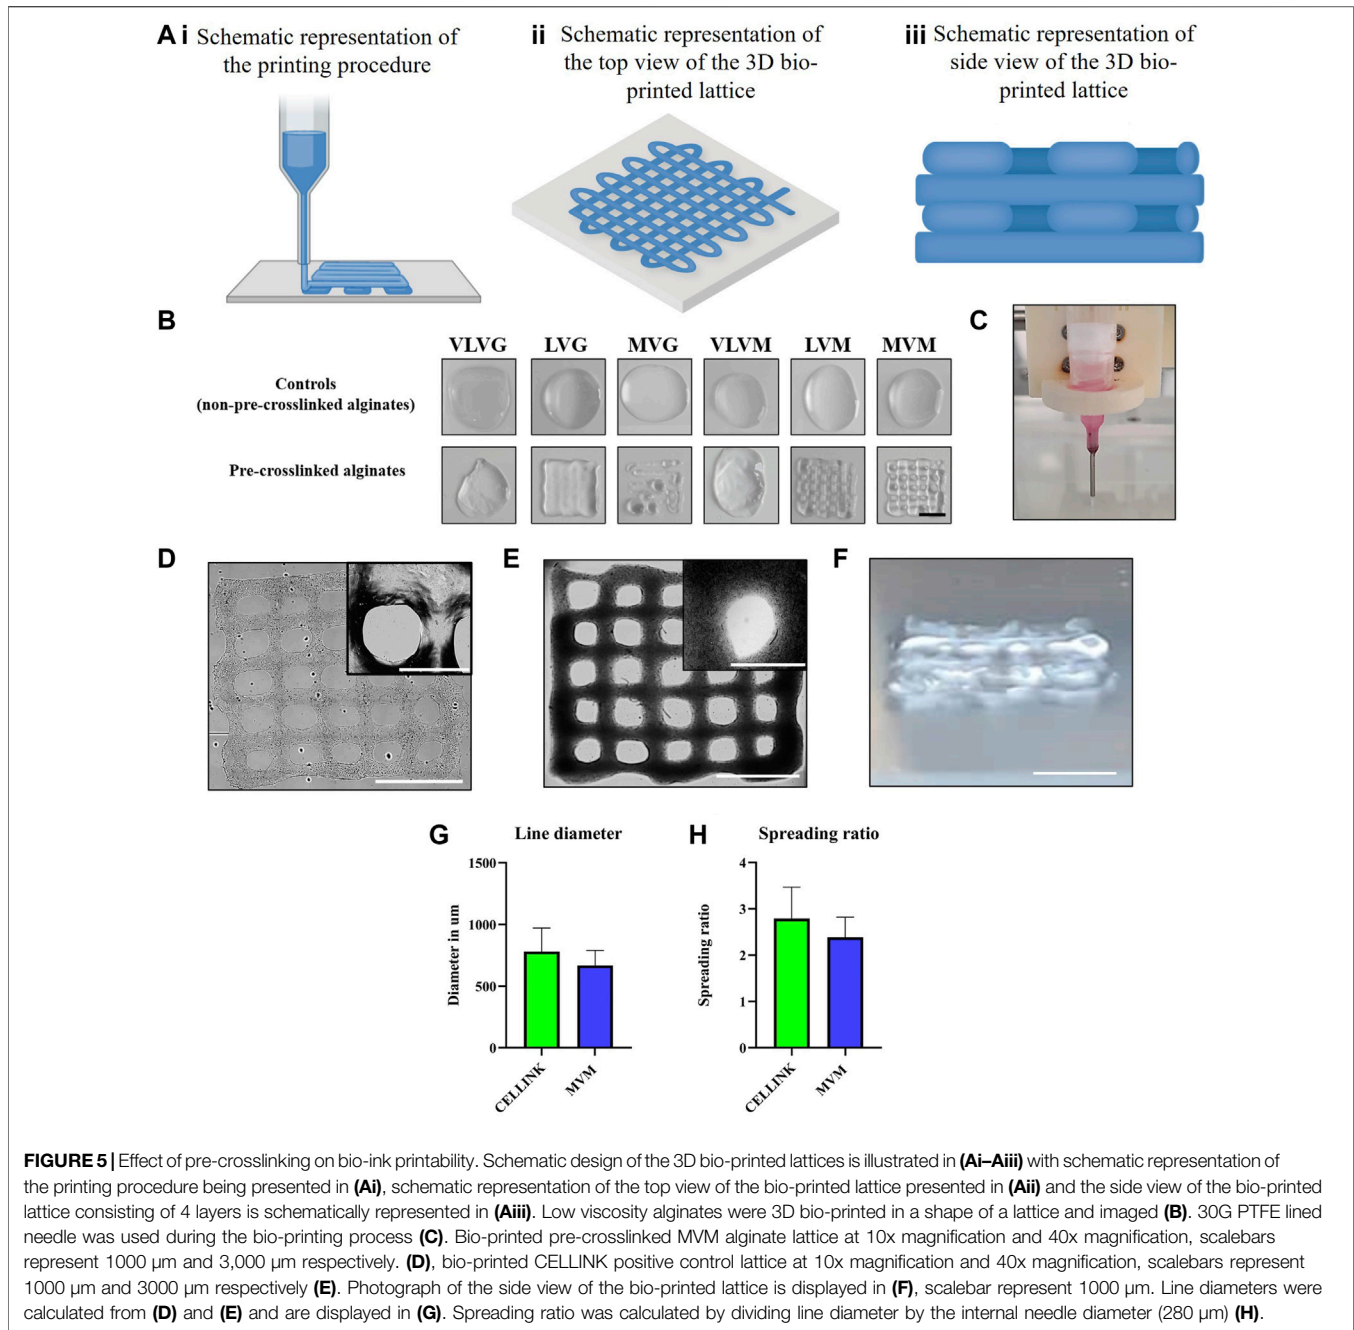 A i Schematic representation of
the printing procedure
ii Schematic representation of
the top view of the 3D bio-
printed lattice
iii Schematic representation of
side view of the 3D bio-
printed lattice
B
VLVG LVG MVG VLVM LVM MVM
Controls
(non-pre-crosslinked alginates)
Pre-crosslinked alginates
C
D
E
F
G Line diameter
1500
1000
500
0
Diameter in um
CELLINK
MVM
H Spreading ratio
4
3
2
1
0
Spreading ratio
CELLINK
MVM
FIGURE 5 | Effect of pre-crosslinking on bio-ink printability. Schematic design of the 3D bio-printed lattices is illustrated in (Ai–Aiii) with schematic representation of
the printing procedure being presented in (Ai), schematic representation of the top view of the bio-printed lattice presented in (Aii) and the side view of the bio-printed
lattice consisting of 4 layers is schematically represented in (Aiii). Low viscosity alginates were 3D bio-printed in a shape of a lattice and imaged (B). 30G PTFE lined
needle was used during the bio-printing process (C). Bio-printed pre-crosslinked MVM alginate lattice at 10x magnification and 40x magnification, scalebars
represent 1000 μm and 3,000 μm respectively. (D), bio-printed CELLINK positive control lattice at 10x magnification and 40x magnification, scalebars represent
1000 μm and 3000 μm respectively (E). Photograph of the side view of the bio-printed lattice is displayed in (F), scalebar represent 1000 μm. Line diameters were
calculated from (D) and (E) and are displayed in (G). Spreading ratio was calculated by dividing line diameter by the internal needle diameter (280 μm) (H).